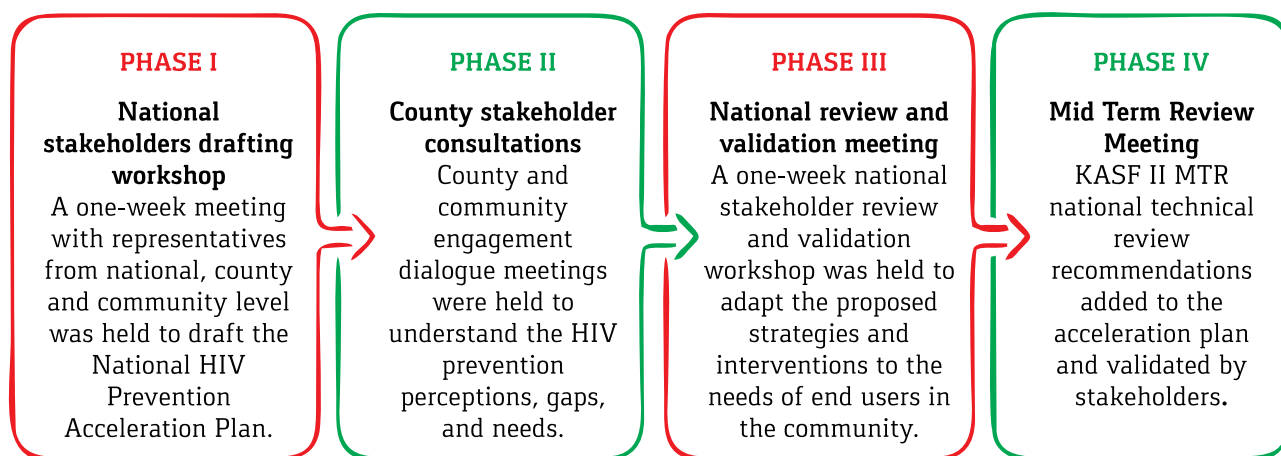 PHASE I
National
stakeholders drafting
workshop
A one-week meeting
with representatives
from national, county
and community level
was held to draft the
National HIV
Prevention
Acceleration Plan.
PHASE II
County stakeholder
consultations
County and
community
engagement
dialogue meetings
were held to
understand the HIV
prevention
perceptions, gaps,
and needs.
PHASE III
National review and
validation meeting
A one-week national
stakeholder review
and validation
workshop was held to
adapt the proposed
strategies and
interventions to the
needs of end users in
the community.
PHASE IV
Mid Term Review
Meeting
KASF II MTR
national technical
review
recommendations
added to the
acceleration plan
and validated by
stakeholders.